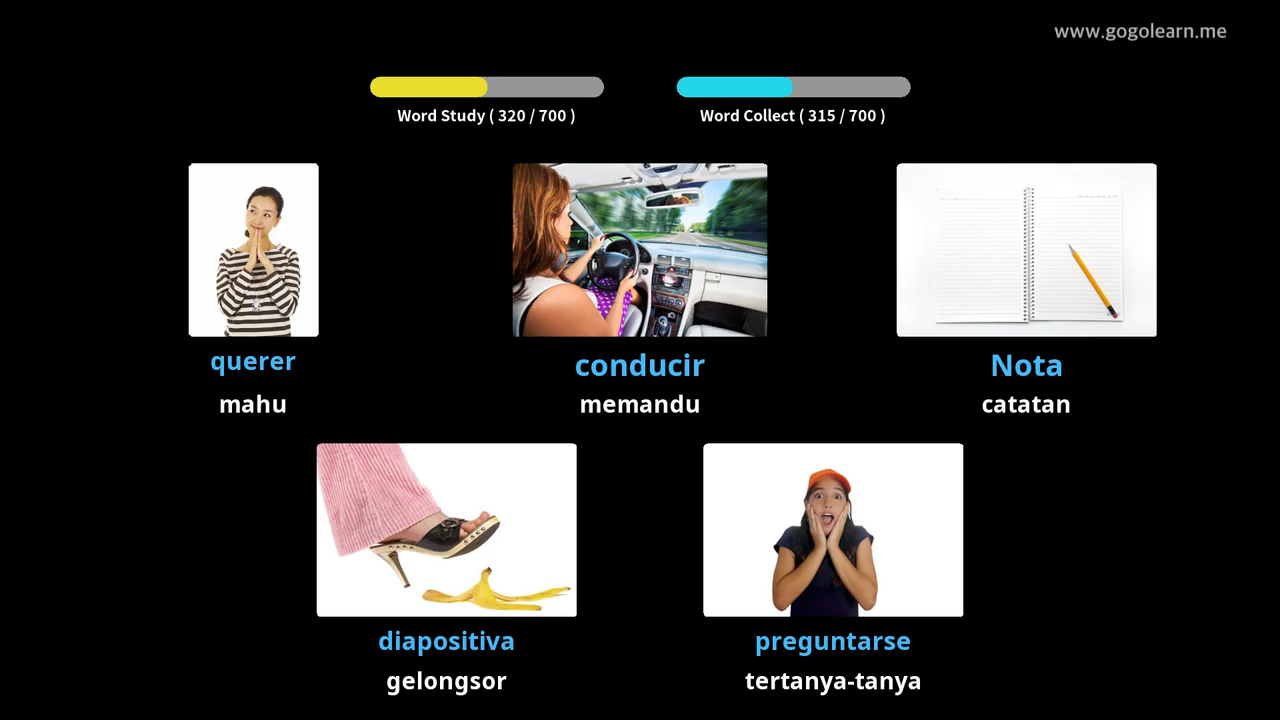 www.gogolearn.me
Word Study ( 320 / 700 )
Word Collect ( 315 / 700 )
querer
mahu
conducir
memandu
Nota
catatan
diapositiva
gelongsor
preguntarse
tertanya-tanya